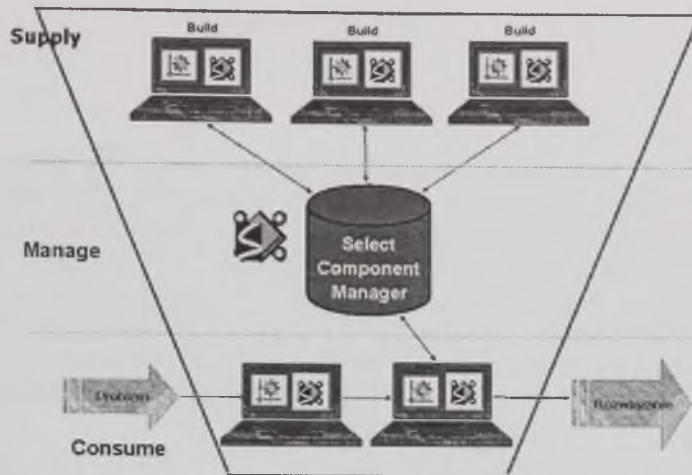 Supply
Build
Build
Build
Manage
Select
Component
Manager
Problem
Rozwiązanie
Consume